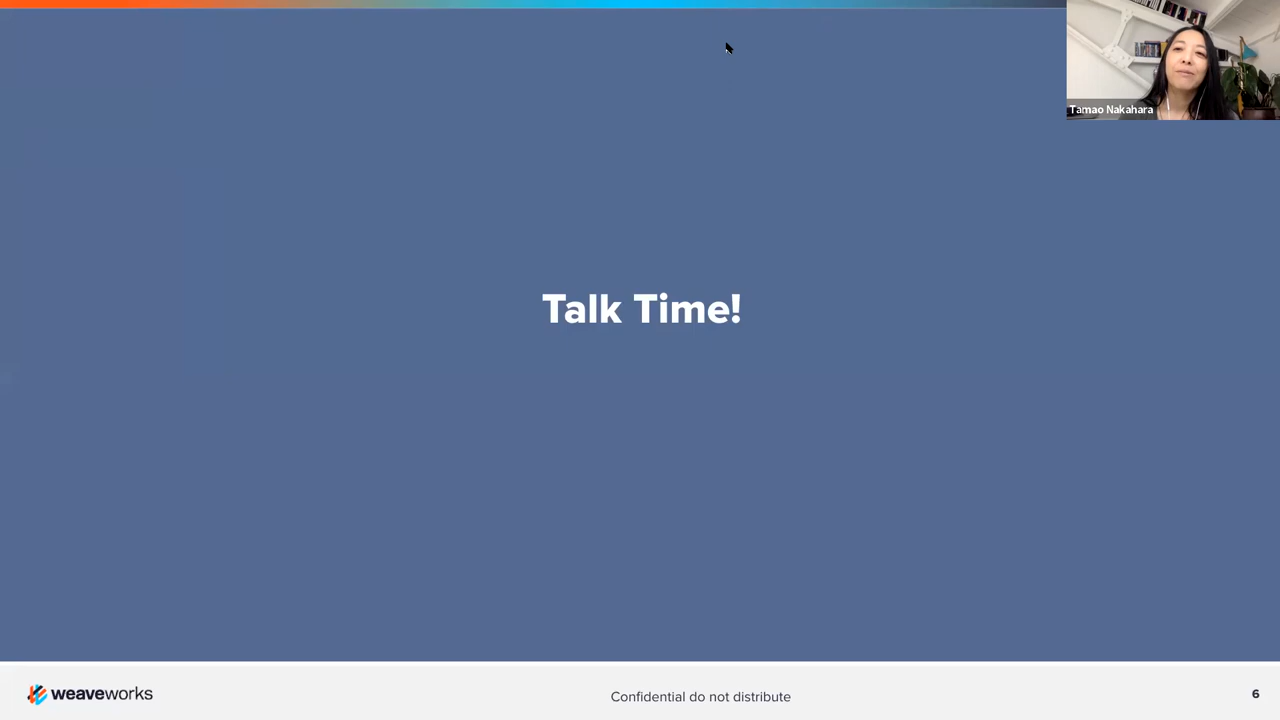 Tamao Nakahara
Talk Time!
weaveworks
Confidential do not distribute
6